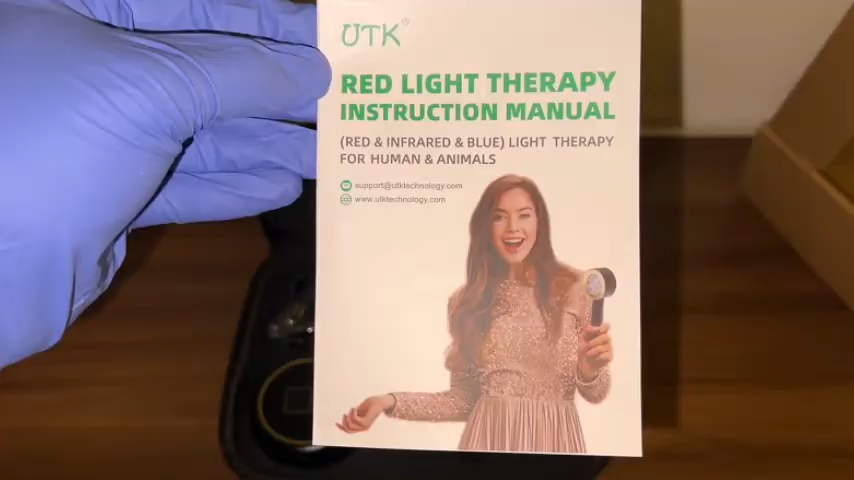 UTK®
RED LIGHT THERAPY
INSTRUCTION MANUAL
(RED & INFRARED & BLUE) LIGHT THERAPY
FOR HUMAN & ANIMALS
support@utktechnology.com
www.utktechnology.com